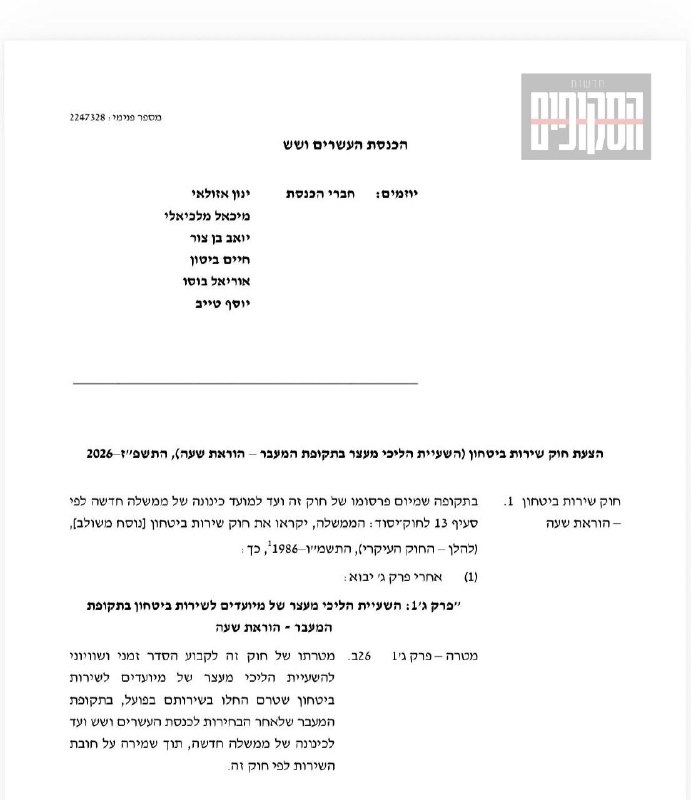 חדשות
הסקופים
מספר פנימי: 2247328
הכנסת העשרים ושש
יוזמים: חברי הכנסת ינון אזולאי
מיכאל מלכיאלי
יואב בן צור
חיים ביטון
אוריאל בוסו
יוסף טייב
הצעת חוק שירות ביטחון (השעיית הליכי מעצר בתקופת המעבר – הוראת שעה), התשפ״ז–2026
חוק שירות ביטחון 1. בתקופה שמיום פרסומו של חוק זה ועד למועד כינונה של ממשלה חדשה לפי
– הוראת שעה סעיף 13 לחוק־יסוד: הממשלה, יקראו את חוק שירות ביטחון [נוסח משולב],
(להלן – החוק העיקרי), התשמ״ו–1986¹, כך:
(1) אחרי פרק ג׳ יבוא:
״פרק ג׳1: השעיית הליכי מעצר של מיועדים לשירות ביטחון בתקופת
המעבר - הוראת שעה
מטרה – פרק ג׳1 26ב. מטרתו של חוק זה לקבוע הסדר זמני ושוויוני
להשעיית הליכי מעצר של מיועדים לשירות
ביטחון שטרם החלו בשירותם בפועל, בתקופת
המעבר שלאחר הבחירות לכנסת העשרים ושש ועד
לכינונה של ממשלה חדשה, תוך שמירה על חובת
השירות לפי חוק זה.